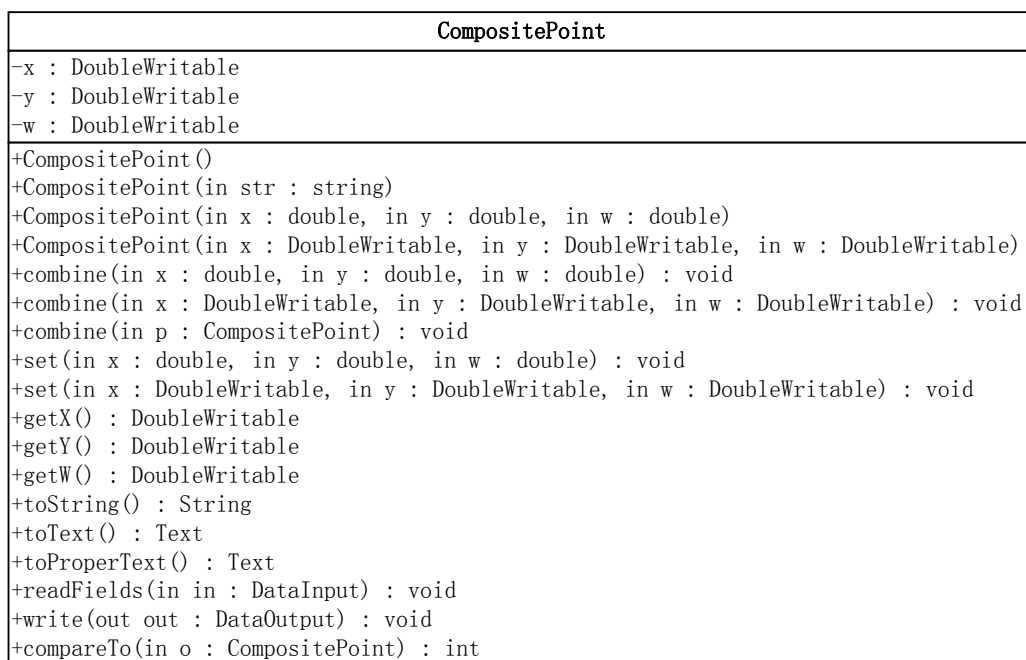 CompositePoint
-x : DoubleWritable
-y : DoubleWritable
-w : DoubleWritable
+CompositePoint()
+CompositePoint(in str : string)
+CompositePoint(in x : double, in y : double, in w : double)
+CompositePoint(in x : DoubleWritable, in y : DoubleWritable, in w : DoubleWritable)
+combine(in x : double, in y : double, in w : double) : void
+combine(in x : DoubleWritable, in y : DoubleWritable, in w : DoubleWritable) : void
+combine(in p : CompositePoint) : void
+set(in x : double, in y : double, in w : double) : void
+set(in x : DoubleWritable, in y : DoubleWritable, in w : DoubleWritable) : void
+getX() : DoubleWritable
+getY() : DoubleWritable
+getW() : DoubleWritable
+toString() : String
+toText() : Text
+toProperText() : Text
+readFields(in in : DataInput) : void
+write(out out : DataOutput) : void
+compareTo(in o : CompositePoint) : int